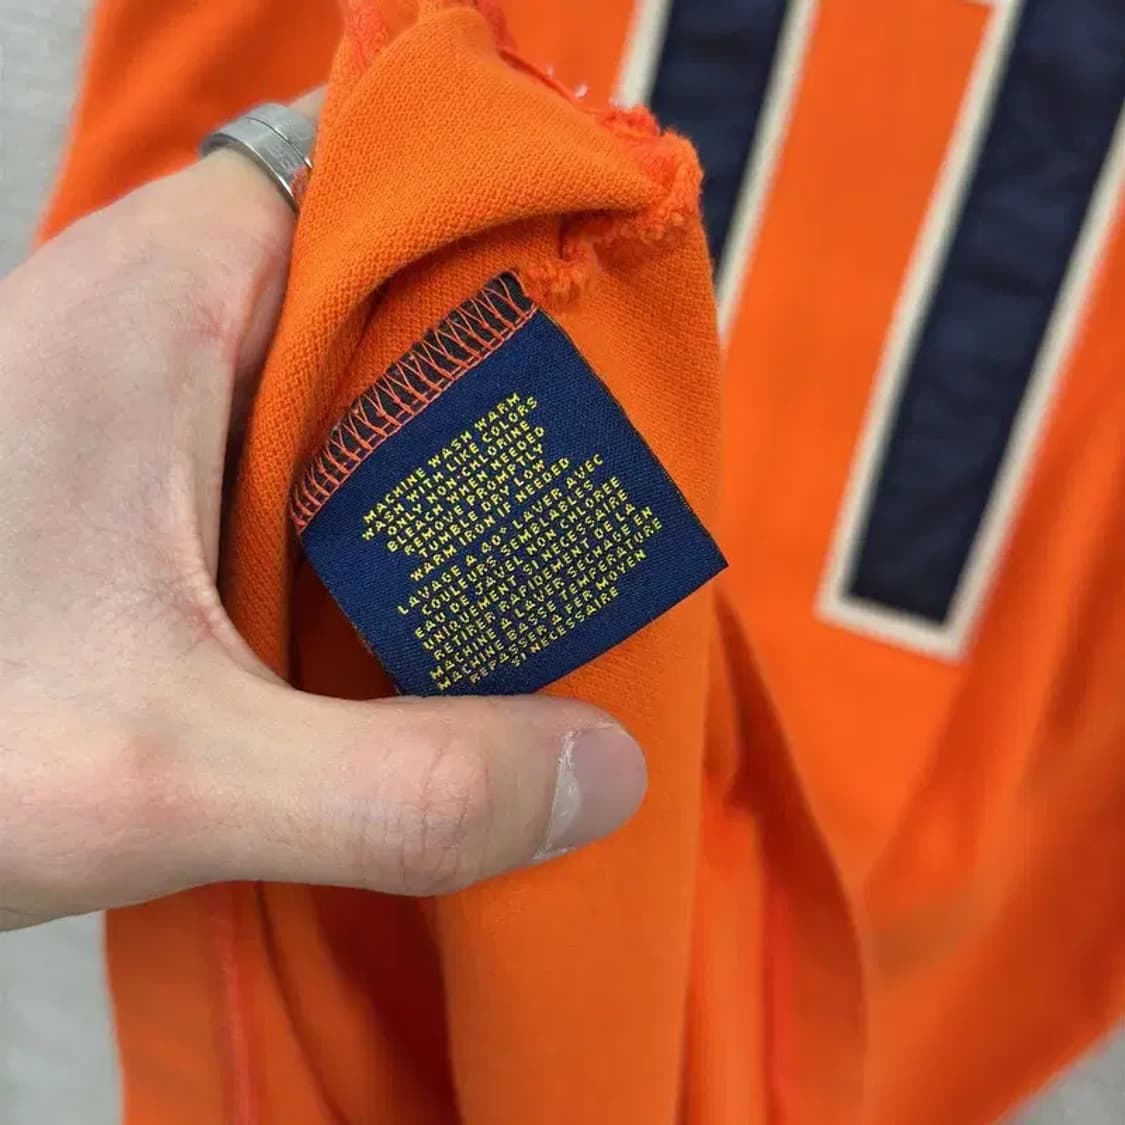 MACHINE WASH WARM
WASH WITH LIKE COLORS
ONLY NON-CHLORINE
BLEACH WHEN NEEDED
REMOVE PROMPTLY
TUMBLE DRY LOW
WARM IRON IF NEEDED
LAVAGE A 40° LAVER AVEC
COULEURS SEMBLABLES
EAU DE JAVEL NON CHLOREE
UNIQUEMENT SI NECESSAIRE
RETIRER RAPIDEMENT DE LA
MACHINE A LAVER SECHAGE EN
MACHINE BASSE TEMPERATURE
REPASSER A FER MOYEN
SI NECESSAIRE